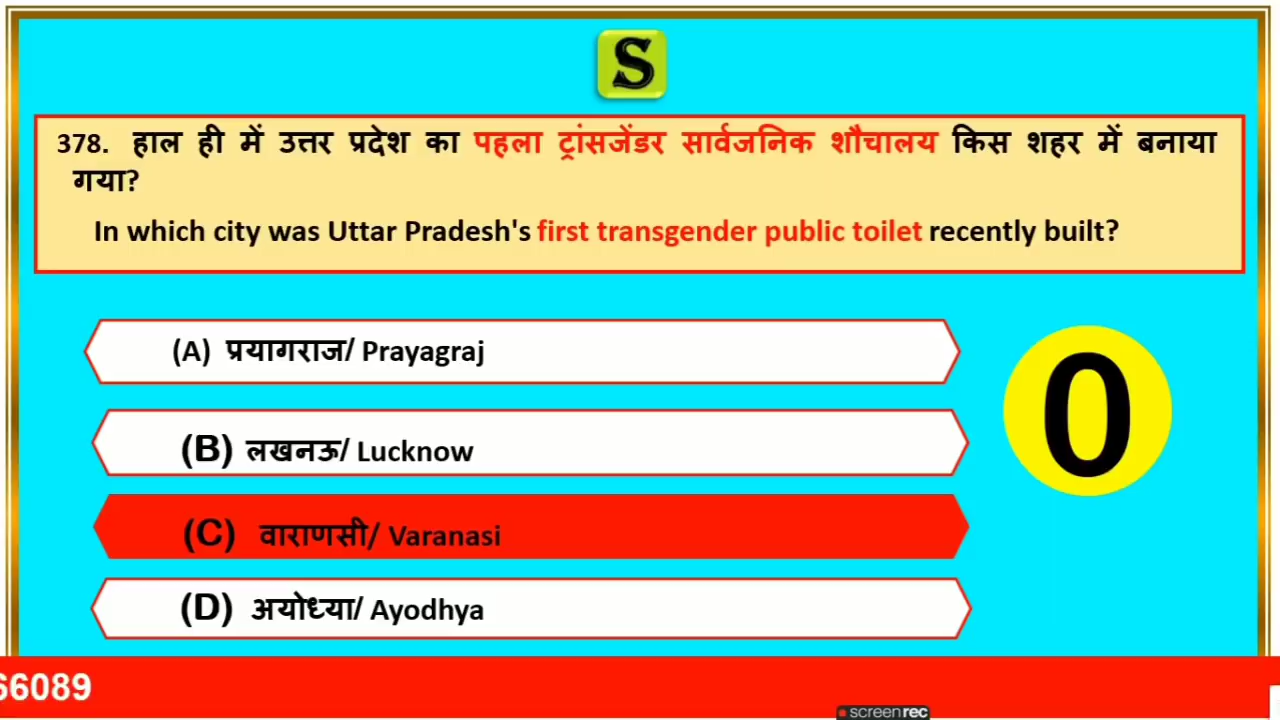 S
378. हाल ही में उत्तर प्रदेश का पहला ट्रांसजेंडर सार्वजनिक शौचालय किस शहर में बनाया
गया?
In which city was Uttar Pradesh's first transgender public toilet recently built?
(A) प्रयागराज/ Prayagraj
(B) लखनऊ/ Lucknow
(C) वाराणसी/ Varanasi
(D) अयोध्या/ Ayodhya
0
66089
screenrec